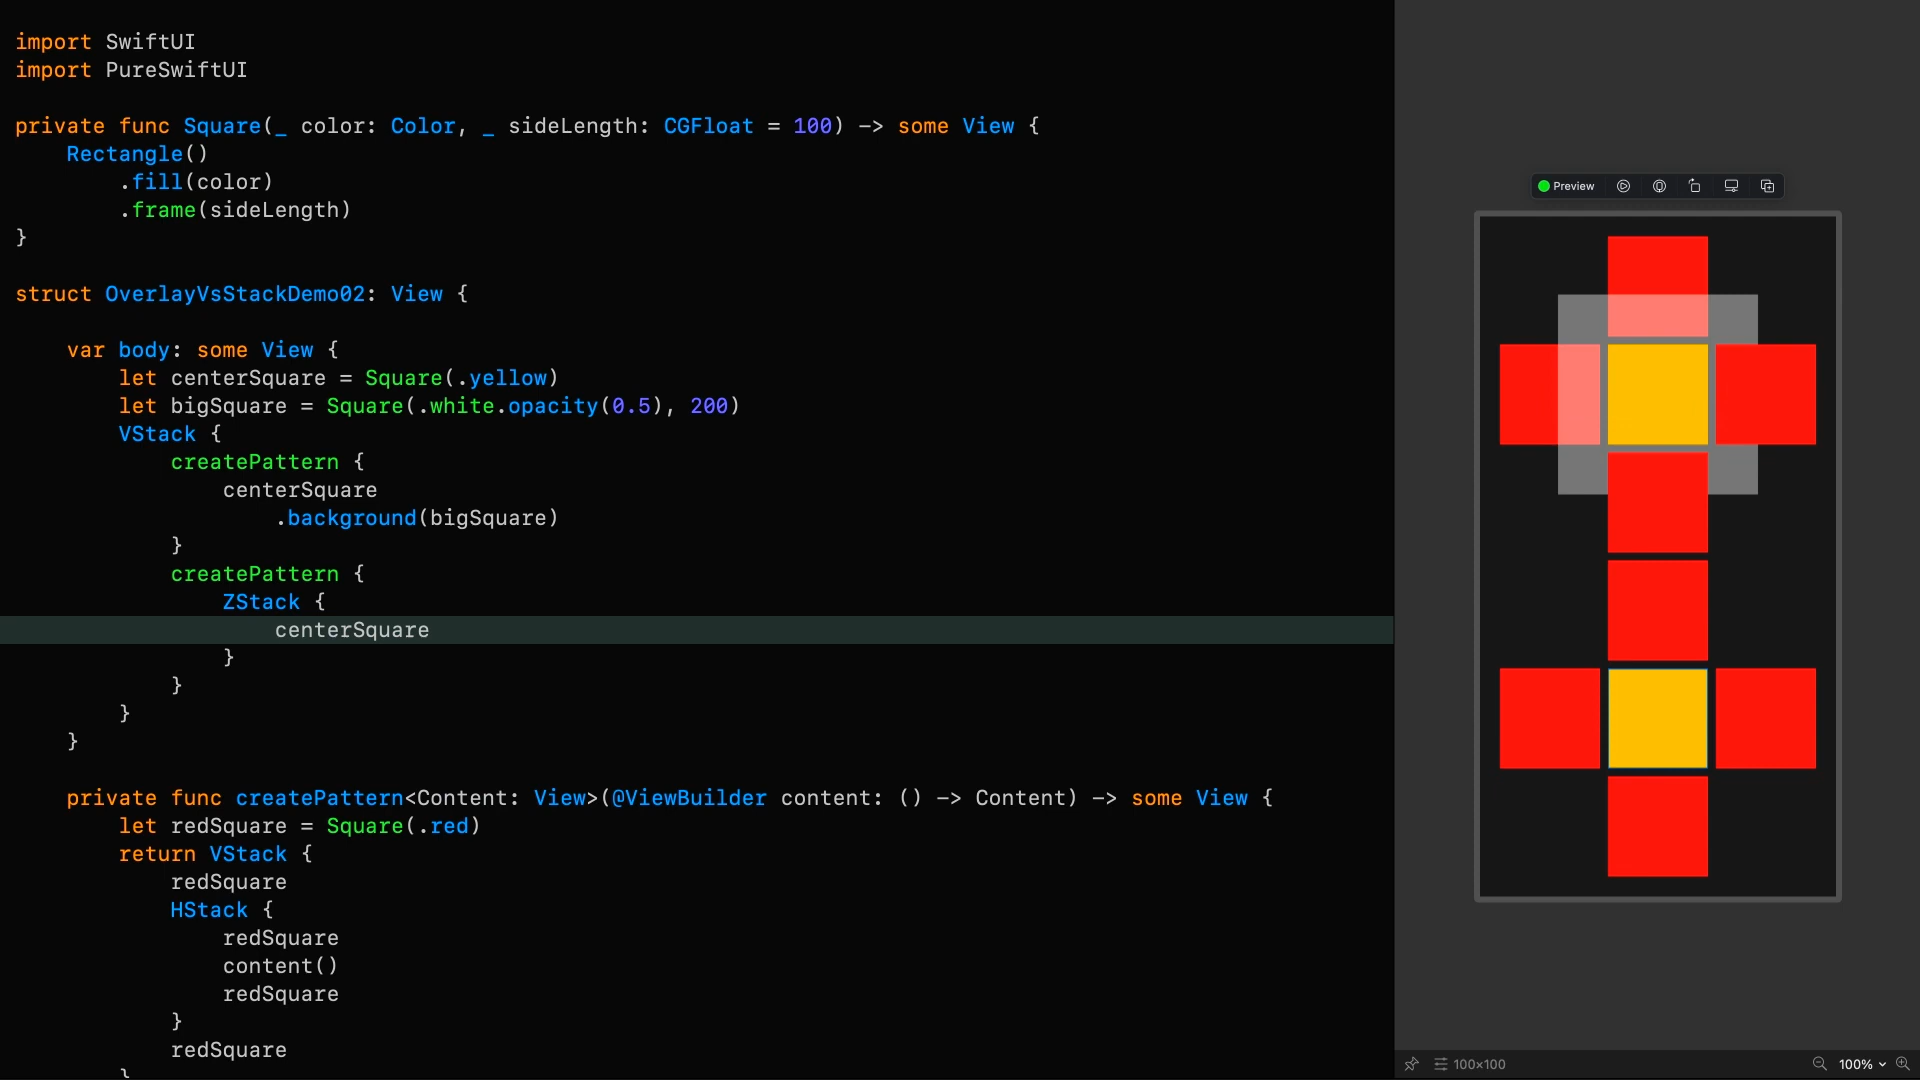 import SwiftUI
import PureSwiftUI
private func Square(_ color: Color, _ sideLength: CGFloat = 100) -> some View {
Rectangle()
.fill(color)
.frame(sideLength)
}
struct OverlayVsStackDemo02: View {
var body: some View {
let centerSquare = Square(.yellow)
let bigSquare = Square(.white.opacity(0.5), 200)
VStack {
createPattern {
centerSquare
.background(bigSquare)
}
createPattern {
ZStack {
centerSquare
}
}
}
}
private func createPattern<Content: View>(@ViewBuilder content: () -> Content) -> some View {
let redSquare = Square(.red)
return VStack {
redSquare
HStack {
redSquare
content()
redSquare
}
redSquare
}
Preview
100×100
100%